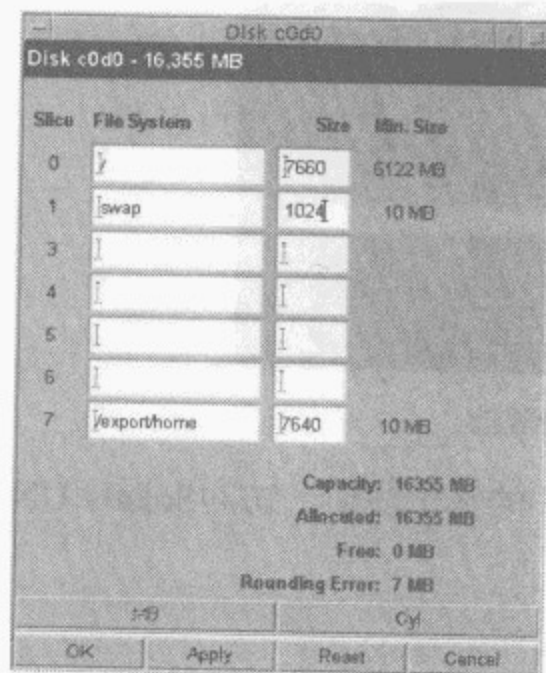 Disk c0d0
Disk c0d0 - 16,355 MB
Slice File System Size Min. Size
0 / 7660 6122 MB
1 swap 1024 10 MB
3
4
5
6
7 /export/home 7640 10 MB
Capacity: 16355 MB
Allocated: 16355 MB
Free: 0 MB
Rounding Error: 7 MB
MB Cyl
OK Apply Reset Cancel